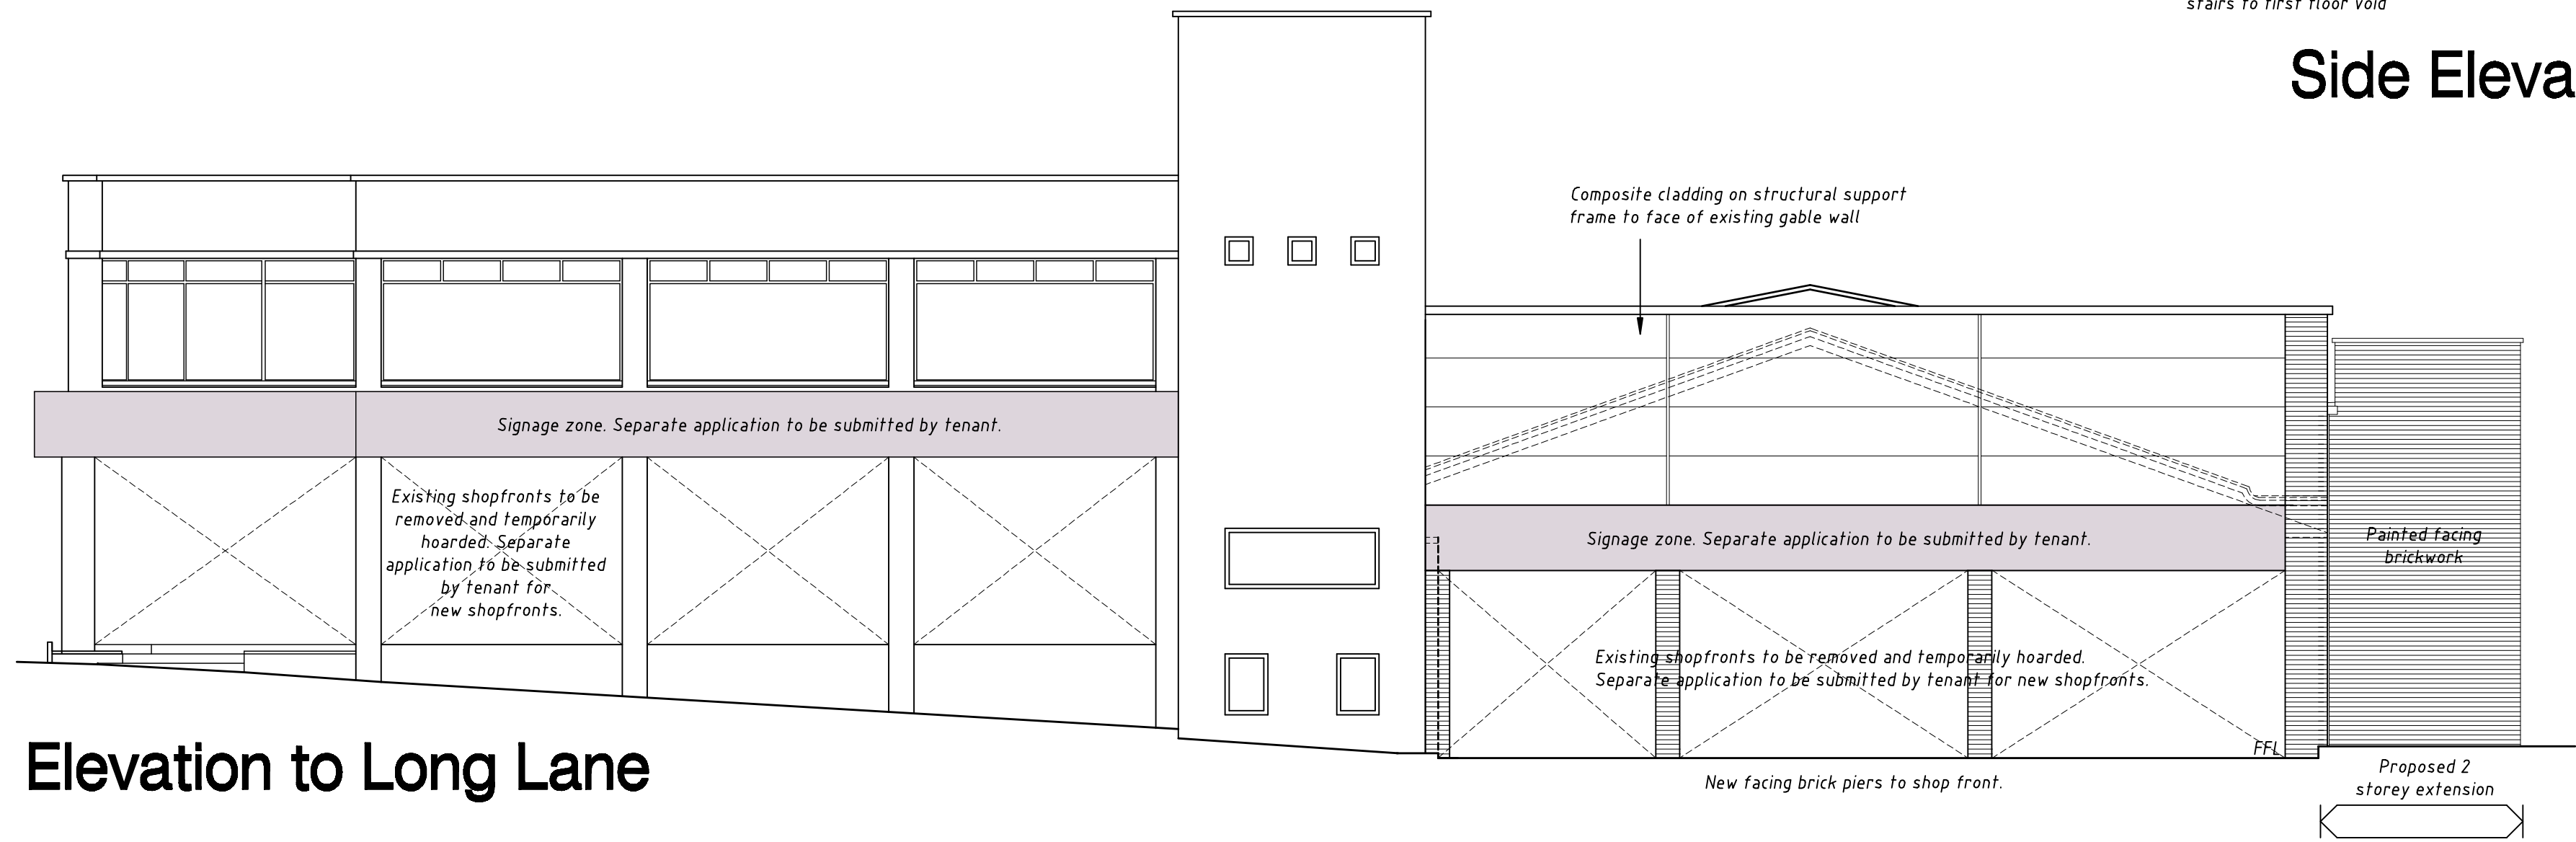 stairs to first floor void
Side Eleva
Composite cladding on structural support
frame to face of existing gable wall
Signage zone. Separate application to be submitted by tenant.
Existing shopfronts to be
removed and temporarily
hoarded. Separate
application to be submitted
by tenant for
new shopfronts.
Signage zone. Separate application to be submitted by tenant.
Painted facing
brickwork
Existing shopfronts to be removed and temporarily hoarded.
Separate application to be submitted by tenant for new shopfronts.
FFL
Elevation to Long Lane
New facing brick piers to shop front.
Proposed 2
storey extension